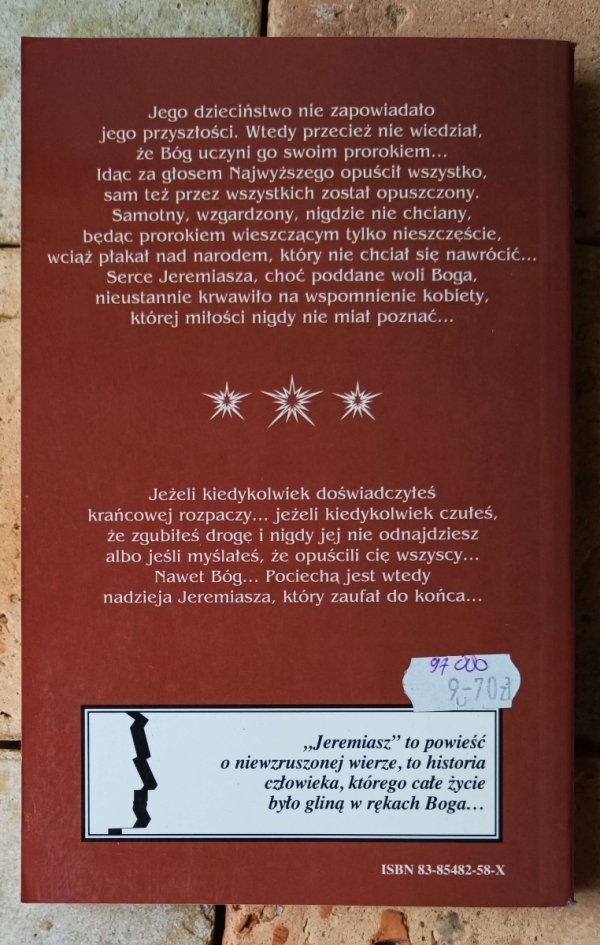 Jego dzieciństwo nie zapowiadało
jego przyszłości. Wtedy przecież nie wiedział,
że Bóg uczyni go swoim prorokiem...
Idąc za głosem Najwyższego opuścił wszystko,
sam też przez wszystkich został opuszczony.
Samotny, wzgardzony, nigdzie nie chciany,
będąc prorokiem wieszczącym tylko nieszczęście,
wciąż płakał nad narodem, który nie chciał się nawrócić...
Serce Jeremiasza, choć poddane woli Boga,
nieustannie krwawiło na wspomnienie kobiety,
której miłości nigdy nie miał poznać...
Jeżeli kiedykolwiek doświadczyłeś
krańcowej rozpaczy... jeżeli kiedykolwiek czułeś,
że zgubiłeś drogę i nigdy jej nie odnajdziesz
albo jeśli myślałeś, że opuścili cię wszyscy...
Nawet Bóg... Pociechą jest wtedy
nadzieja Jeremiasza, który zaufał do końca...
97 000
9,-70zł
„Jeremiasz” to powieść
o niewzruszonej wierze, to historia
człowieka, którego całe życie
było gliną w rękach Boga...
ISBN 83-85482-58-X